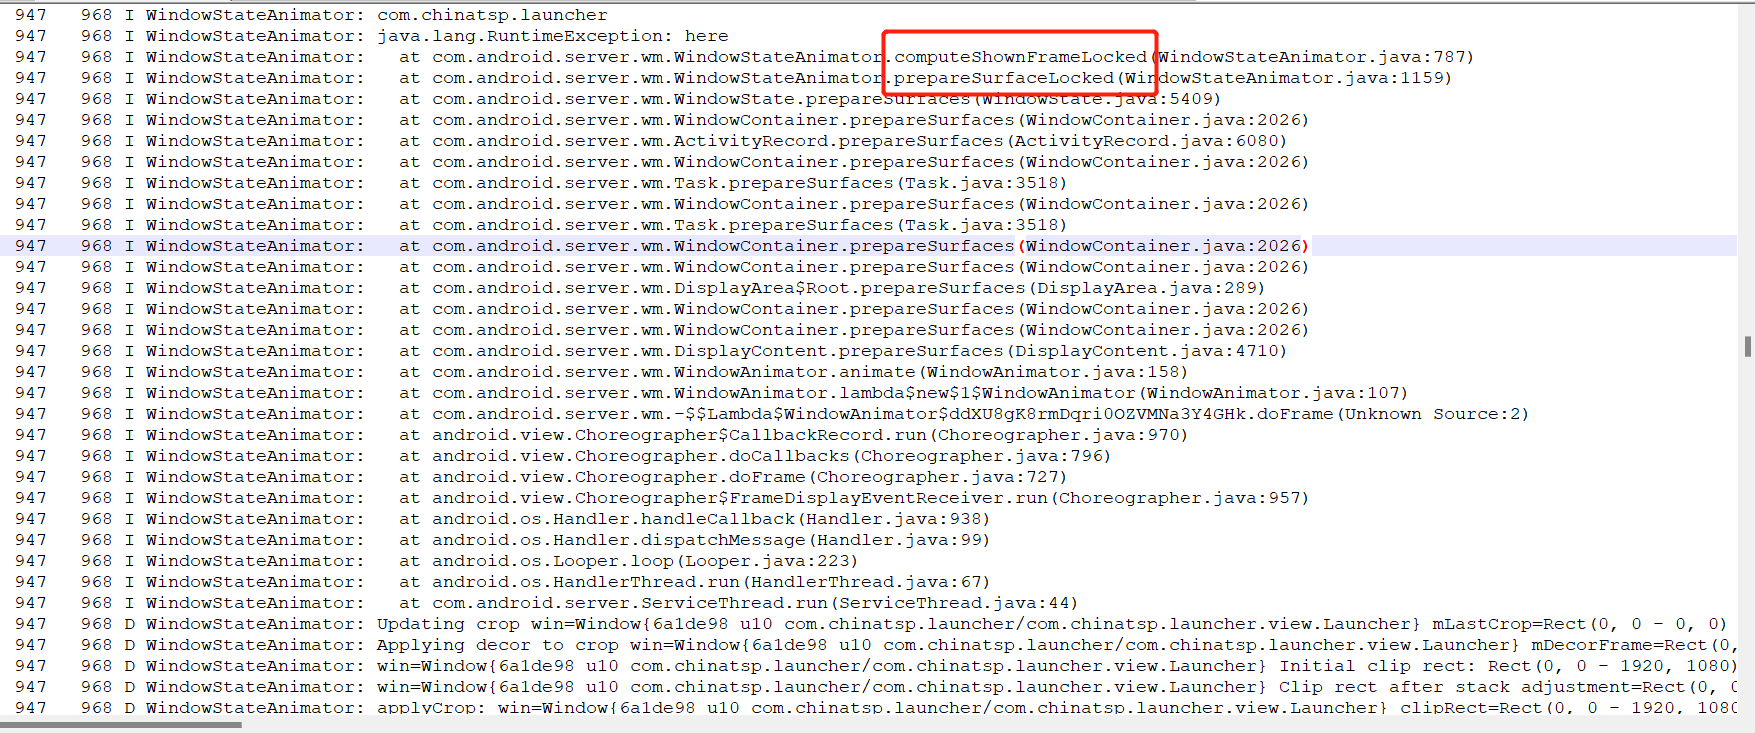 947 968 I WindowStateAnimator: com.chinatsp.launcher
947 968 I WindowStateAnimator: java.lang.RuntimeException: here
947 968 I WindowStateAnimator: at com.android.server.wm.WindowStateAnimator.computeShownFrameLocked(WindowStateAnimator.java:787)
947 968 I WindowStateAnimator: at com.android.server.wm.WindowStateAnimator.prepareSurfaceLocked(WindowStateAnimator.java:1159)
947 968 I WindowStateAnimator: at com.android.server.wm.WindowState.prepareSurfaces(WindowState.java:5409)
947 968 I WindowStateAnimator: at com.android.server.wm.WindowContainer.prepareSurfaces(WindowContainer.java:2026)
947 968 I WindowStateAnimator: at com.android.server.wm.ActivityRecord.prepareSurfaces(ActivityRecord.java:6080)
947 968 I WindowStateAnimator: at com.android.server.wm.WindowContainer.prepareSurfaces(WindowContainer.java:2026)
947 968 I WindowStateAnimator: at com.android.server.wm.Task.prepareSurfaces(Task.java:3518)
947 968 I WindowStateAnimator: at com.android.server.wm.WindowContainer.prepareSurfaces(WindowContainer.java:2026)
947 968 I WindowStateAnimator: at com.android.server.wm.Task.prepareSurfaces(Task.java:3518)
947 968 I WindowStateAnimator: at com.android.server.wm.WindowContainer.prepareSurfaces(WindowContainer.java:2026)
947 968 I WindowStateAnimator: at com.android.server.wm.WindowContainer.prepareSurfaces(WindowContainer.java:2026)
947 968 I WindowStateAnimator: at com.android.server.wm.DisplayArea$Root.prepareSurfaces(DisplayArea.java:289)
947 968 I WindowStateAnimator: at com.android.server.wm.WindowContainer.prepareSurfaces(WindowContainer.java:2026)
947 968 I WindowStateAnimator: at com.android.server.wm.WindowContainer.prepareSurfaces(WindowContainer.java:2026)
947 968 I WindowStateAnimator: at com.android.server.wm.DisplayContent.prepareSurfaces(DisplayContent.java:4710)
947 968 I WindowStateAnimator: at com.android.server.wm.WindowAnimator.animate(WindowAnimator.java:158)
947 968 I WindowStateAnimator: at com.android.server.wm.WindowAnimator.lambda$new$1$WindowAnimator(WindowAnimator.java:107)
947 968 I WindowStateAnimator: at com.android.server.wm.-$$Lambda$WindowAnimator$ddXU8gK8rmDqri0OZVMNa3Y4GHk.doFrame(Unknown Source:2)
947 968 I WindowStateAnimator: at android.view.Choreographer$CallbackRecord.run(Choreographer.java:970)
947 968 I WindowStateAnimator: at android.view.Choreographer.doCallbacks(Choreographer.java:796)
947 968 I WindowStateAnimator: at android.view.Choreographer.doFrame(Choreographer.java:727)
947 968 I WindowStateAnimator: at android.view.Choreographer$FrameDisplayEventReceiver.run(Choreographer.java:957)
947 968 I WindowStateAnimator: at android.os.Handler.handleCallback(Handler.java:938)
947 968 I WindowStateAnimator: at android.os.Handler.dispatchMessage(Handler.java:99)
947 968 I WindowStateAnimator: at android.os.Looper.loop(Looper.java:223)
947 968 I WindowStateAnimator: at android.os.HandlerThread.run(HandlerThread.java:67)
947 968 I WindowStateAnimator: at com.android.server.ServiceThread.run(ServiceThread.java:44)
947 968 D WindowStateAnimator: Updating crop win=Window{6a1de98 u10 com.chinatsp.launcher/com.chinatsp.launcher.view.Launcher} mLastCrop=Rect(0, 0 - 0, 0)
947 968 D WindowStateAnimator: Applying decor to crop win=Window{6a1de98 u10 com.chinatsp.launcher/com.chinatsp.launcher.view.Launcher} mDecorFrame=Rect(0,
947 968 D WindowStateAnimator: win=Window{6a1de98 u10 com.chinatsp.launcher/com.chinatsp.launcher.view.Launcher} Initial clip rect: Rect(0, 0 - 1920, 1080)
947 968 D WindowStateAnimator: win=Window{6a1de98 u10 com.chinatsp.launcher/com.chinatsp.launcher.view.Launcher} Clip rect after stack adjustment=Rect(0, 0
947 968 D WindowStateAnimator: applyCrop: win=Window{6a1de98 u10 com.chinatsp.launcher/com.chinatsp.launcher.view.Launcher} clipRect=Rect(0, 0 - 1920, 1080